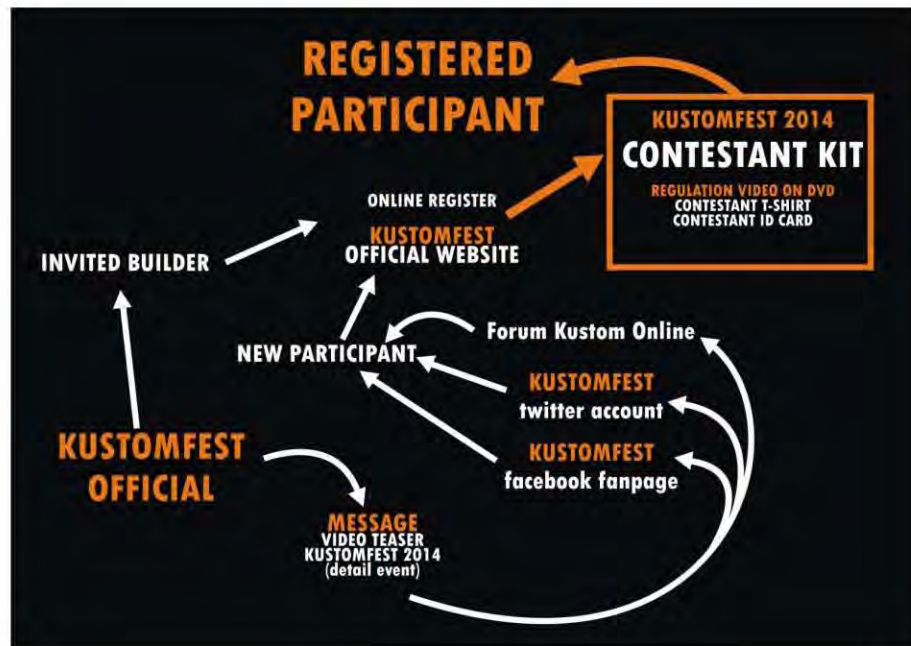 REGISTERED
PARTICIPANT
KUSTOMFEST 2014
CONTESTANT KIT
REGULATION VIDEO ON DVD
CONTESTANT T-SHIRT
CONTESTANT ID CARD
ONLINE REGISTER
KUSTOMFEST
OFFICIAL WEBSITE
INVITED BUILDER
NEW PARTICIPANT
Forum Kustom Online
KUSTOMFEST
twitter account
KUSTOMFEST
facebook fanpage
KUSTOMFEST
OFFICIAL
MESSAGE
VIDEO TEASER
KUSTOMFEST 2014
(detail event)